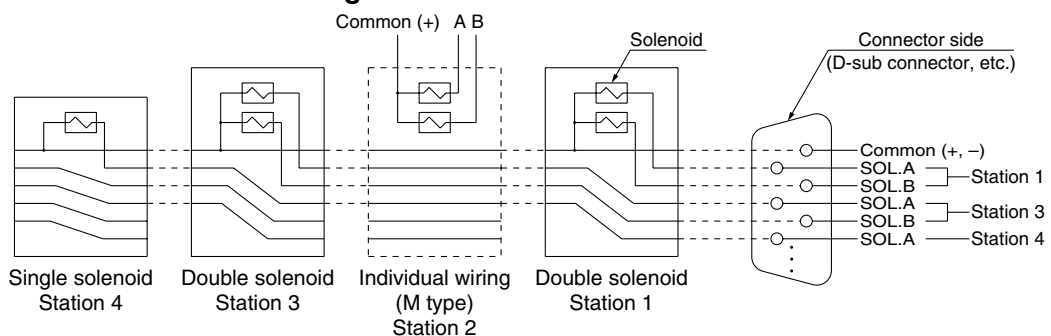 Common (+) A B
Solenoid
Connector side
(D-sub connector, etc.)
Common (+, −)
SOL.A
SOL.B
Station 1
SOL.A
SOL.B
Station 3
SOL.A
Station 4
Single solenoid
Station 4
Double solenoid
Station 3
Individual wiring
(M type)
Station 2
Double solenoid
Station 1